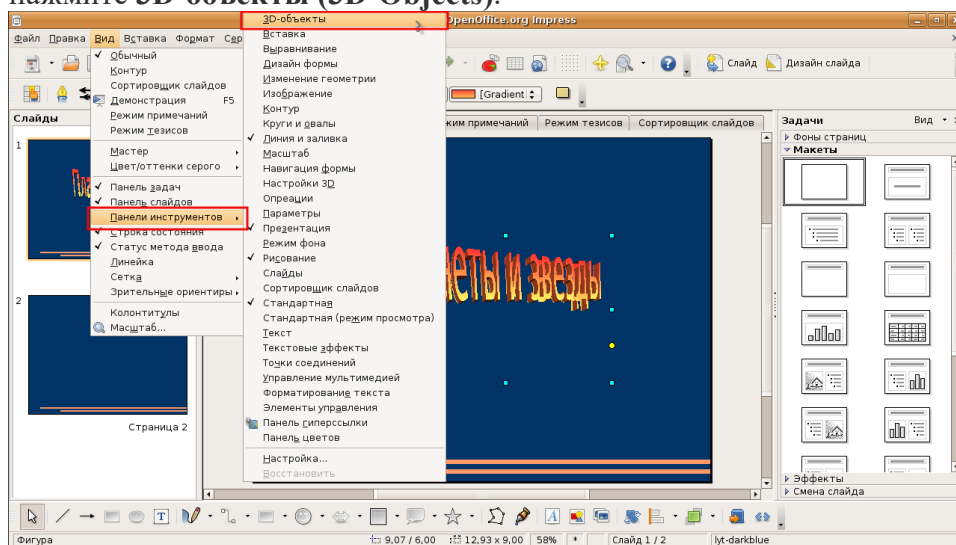 нажмите 3D-объекты (3D-Objects).
OpenOffice.org Impress
Файл Правка Вид Вставка Формат
Слайд Дизайн слайда
[Gradient]
Слайды
1
2
Страница 2
Обычный
Контур
Сортировщик слайдов
Демонстрация F5
Режим примечаний
Режим тезисов
Мастер
Цвет/оттенки серого
Панель задач
Панель слайдов
Панели инструментов
Строка состояния
Статус метода ввода
Линейка
Сетка
Зрительные ориентиры
Колонтитулы
Масштаб...
3D-объекты
Вставка
Выравнивание
Дизайн формы
Изменение геометрии
Изображение
Контур
Круги и овалы
Линия и заливка
Масштаб
Навигация формы
Настройки 3D
Опреации
Параметры
Презентация
Режим фона
Рисование
Слайды
Сортировщик слайдов
Стандартная
Стандартная (режим просмотра)
Текст
Текстовые эффекты
Точки соединений
Управление мультимедией
Форматирование текста
Элементы управления
Панель гиперссылки
Панель цветов
Настройка...
Восстановить
примечаний Режим тезисов Сортировщик слайдов
и звезды
Задачи Вид
Фоны страниц
Макеты
Эффекты
Смена слайда
Фигура 9,07 / 6,00 12,93 x 9,00 58% * Слайд 1 / 2 lyt-darkblue